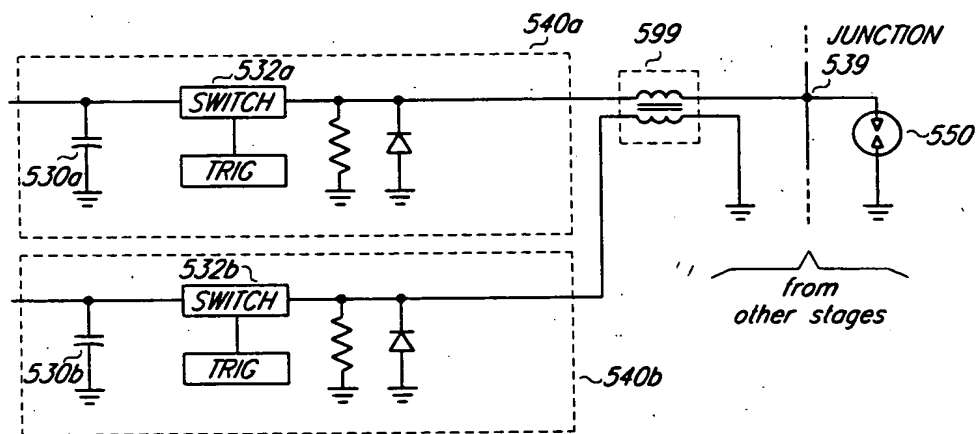 540a
599
JUNCTION
539
532a
SWITCH
530a
TRIG
550
532b
SWITCH
from
other stages
530b
TRIG
540b